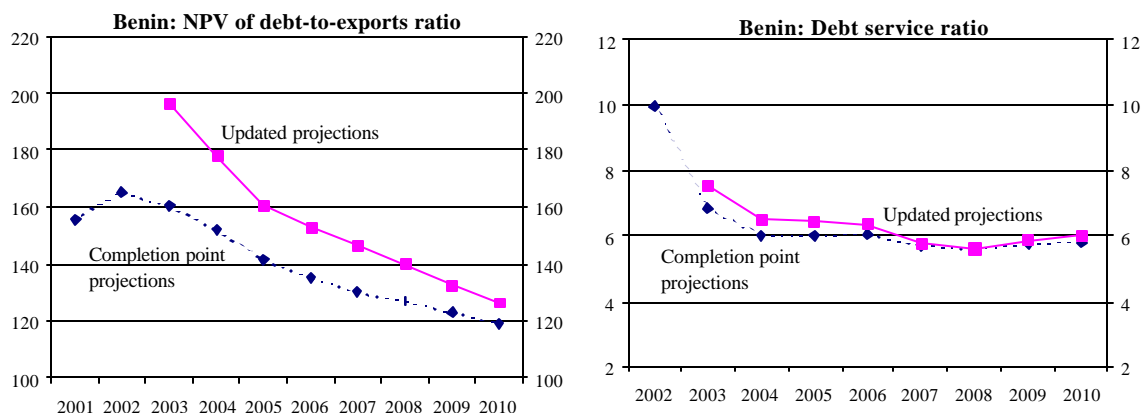 Benin: NPV of debt-to-exports ratio
220
200
180
160
140
120
100
220
200
180
160
140
120
100
Updated projections
Completion point
projections
2001 2002 2003 2004 2005 2006 2007 2008 2009 2010
Benin: Debt service ratio
12
10
8
6
4
2
12
10
8
6
4
2
Updated projections
Completion point
projections
2002 2003 2004 2005 2006 2007 2008 2009 2010